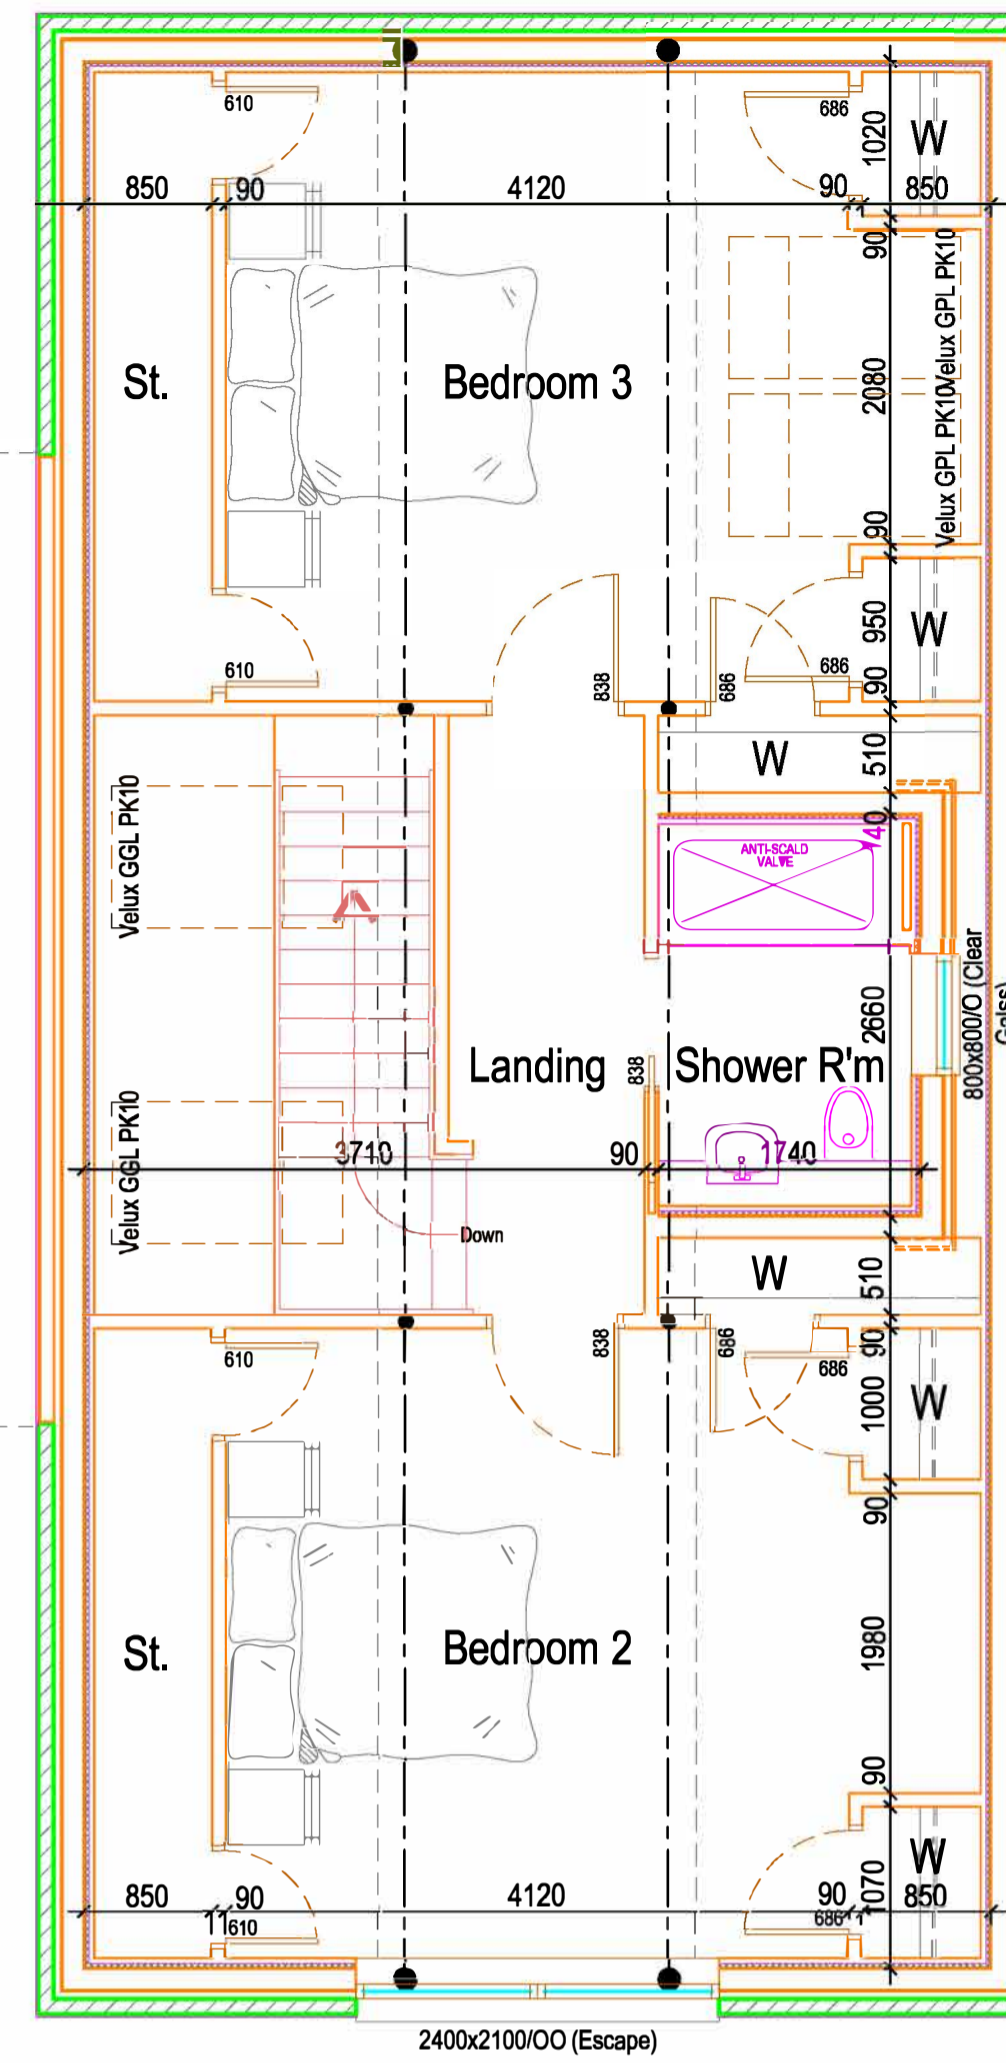 610
686
1020
W
850
90
4120
90
850
90
Velux GPL PK10
St.
Bedroom 3
2080
Velux GPL PK10
90
950
W
610
838
686
686
90
W
510
Velux GGL PK10
40
ANTI-SCALD
VALVE
2660
800x800/O (Clear
Galss)
Landing
838
Shower R'm
Velux GGL PK10
3710
90
1740
Down
W
510
610
838
686
686
90
1000
W
90
St.
Bedroom 2
1980
90
W
1070
850
90
4120
90
850
610
686
2400x2100/OO (Escape)